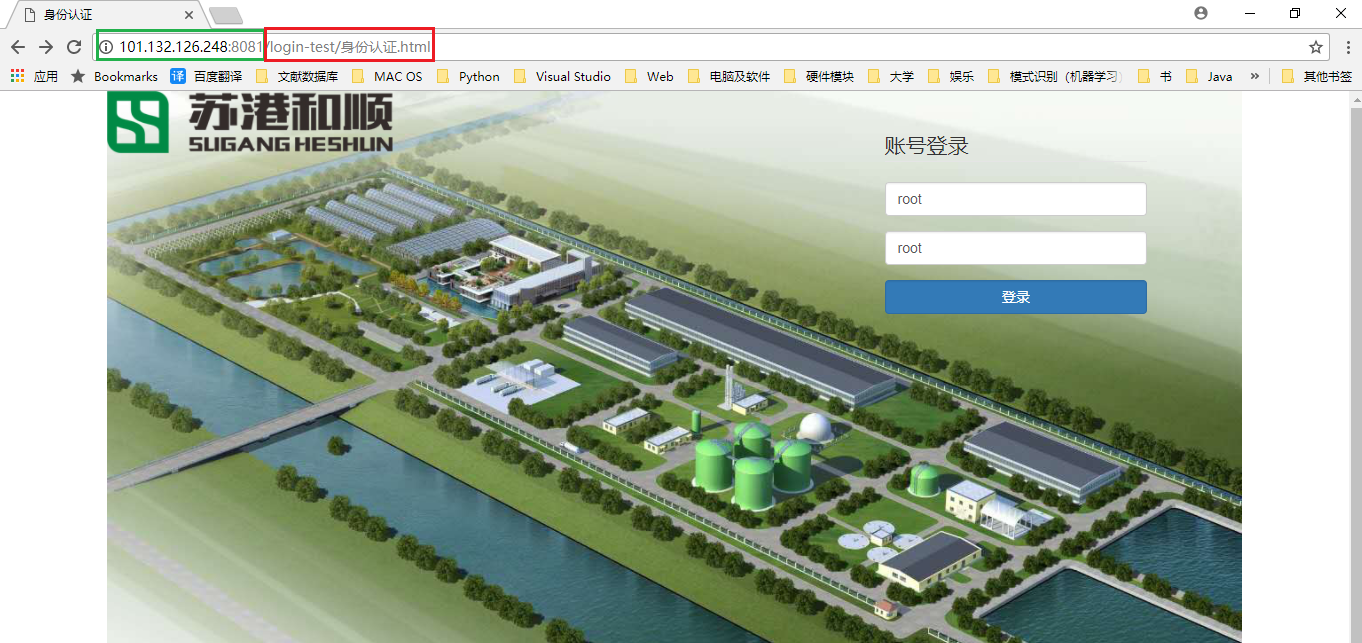 身份认证
101.132.126.248:8081/login-test/身份认证.html
应用 Bookmarks 译 百度翻译 文献数据库 MAC OS Python Visual Studio Web 电脑及软件 硬件模块 大学 娱乐 模式识别（机器学习） 书 Java » 其他书签
苏港和顺
SUGANG HESHUN
账号登录
root
root
登录